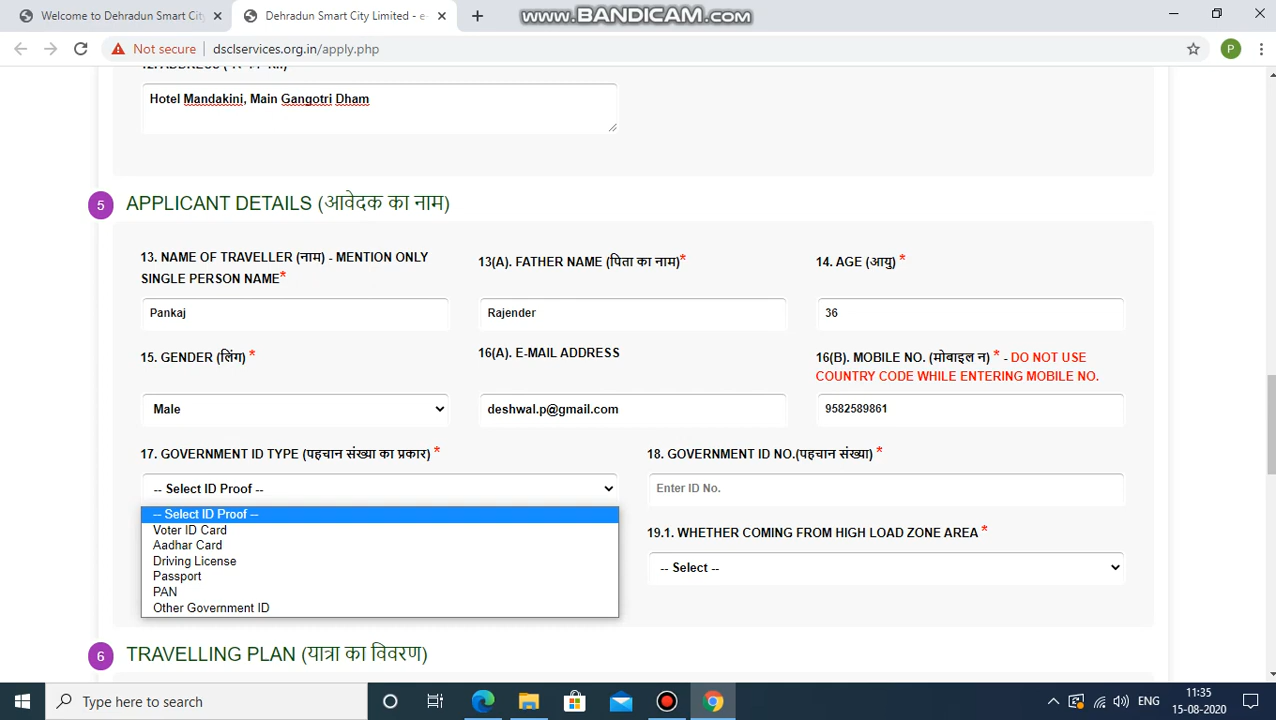 Welcome to Dehradun Smart City
Dehradun Smart City Limited - e-
www.BANDICAM.com
Not secure
dsclservices.org.in/apply.php
P
Hotel Mandakini, Main Gangotri Dham
5
APPLICANT DETAILS (आवेदक का नाम)
13. NAME OF TRAVELLER (नाम) - MENTION ONLY SINGLE PERSON NAME*
13(A). FATHER NAME (पिता का नाम)*
14. AGE (आयु) *
Pankaj
Rajender
36
15. GENDER (लिंग) *
16(A). E-MAIL ADDRESS
16(B). MOBILE NO. (मोबाइल न) * - DO NOT USE COUNTRY CODE WHILE ENTERING MOBILE NO.
Male
deshwal.p@gmail.com
9582589861
17. GOVERNMENT ID TYPE (पहचान संख्या का प्रकार) *
18. GOVERNMENT ID NO.(पहचान संख्या) *
-- Select ID Proof --
Enter ID No.
-- Select ID Proof --
Voter ID Card
Aadhar Card
Driving License
Passport
PAN
Other Government ID
19.1. WHETHER COMING FROM HIGH LOAD ZONE AREA *
-- Select --
6
TRAVELLING PLAN (यात्रा का विवरण)
Type here to search
ENG
11:35
15-08-2020